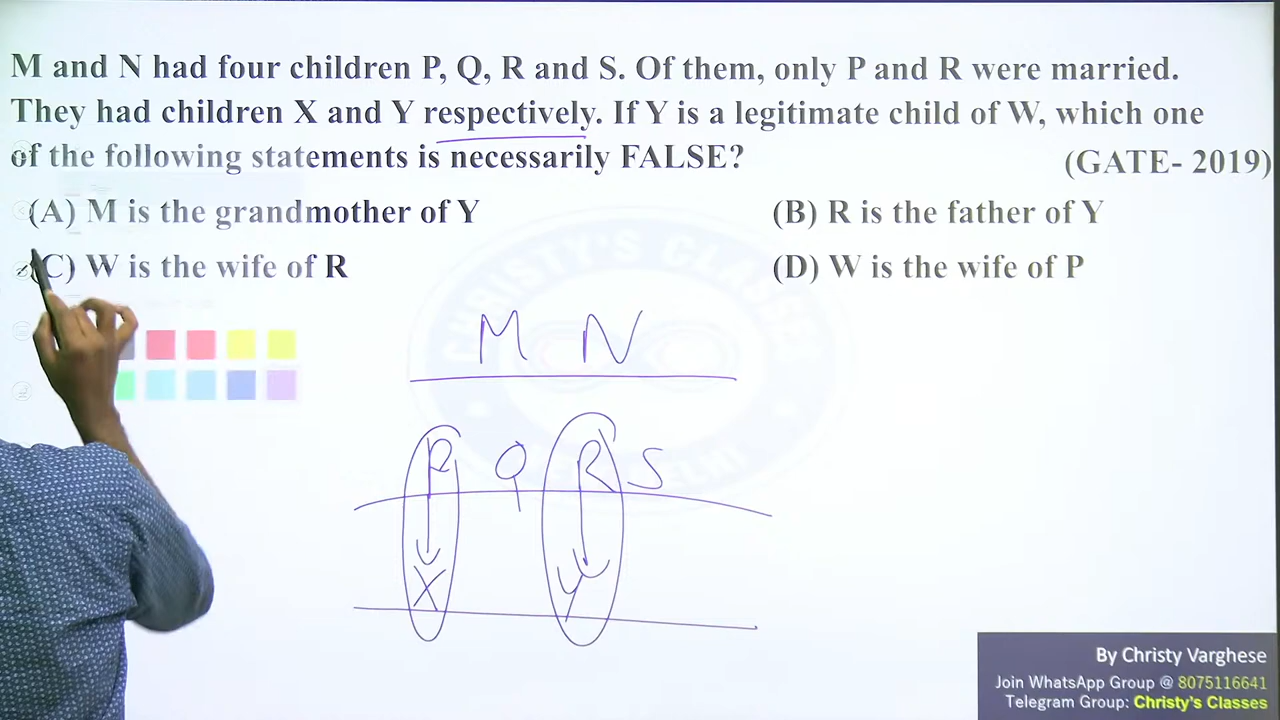 M and N had four children P, Q, R and S. Of them, only P and R were married.
They had children X and Y respectively. If Y is a legitimate child of W, which one
of the following statements is necessarily FALSE?
(GATE- 2019)
(A) M is the grandmother of Y
(B) R is the father of Y
(C) W is the wife of R
(D) W is the wife of P
CHRISTY'S CLASSES
M N
P Q R S
X Y
By Christy Varghese
Join WhatsApp Group @ 8075116641
Telegram Group: Christy's Classes